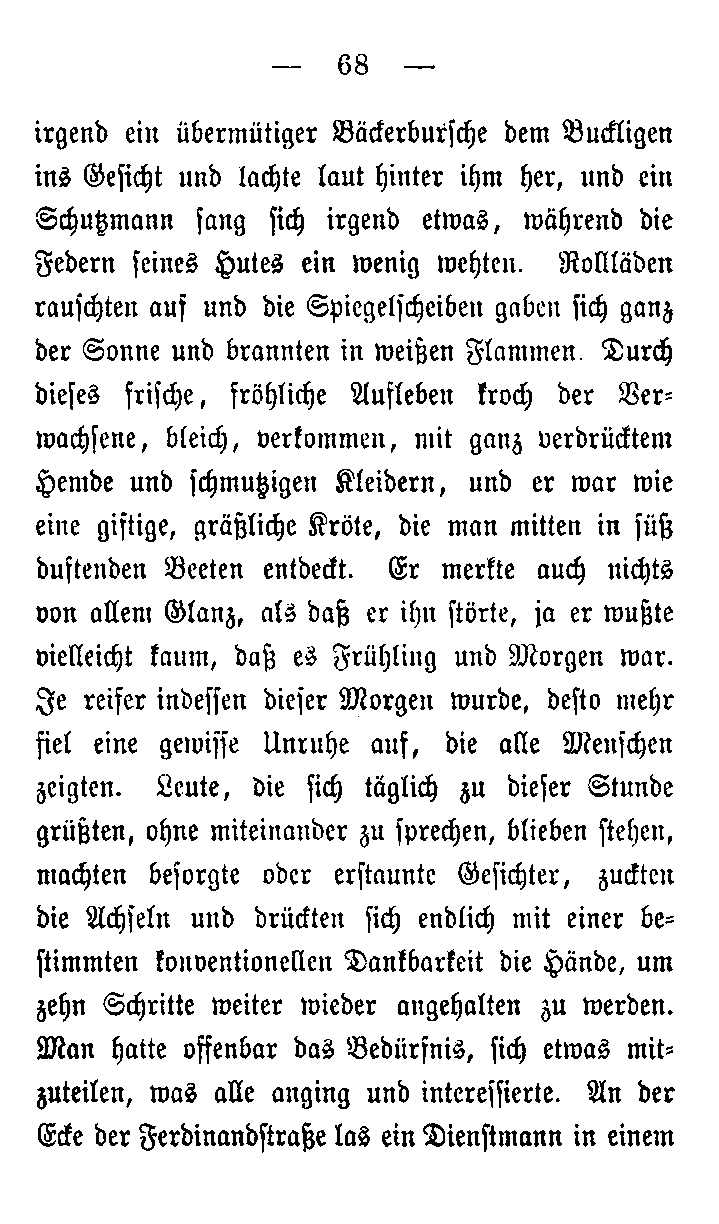 — 68 —
irgend ein übermütiger Bäckerbursche dem Buckligen
ins Gesicht und lachte laut hinter ihm her, und ein
Schutzmann sang sich irgend etwas, während die
Federn seines Hutes ein wenig wehten. Rollläden
rauschten auf und die Spiegelscheiben gaben sich ganz
der Sonne und brannten in weißen Flammen. Durch
dieses frische, fröhliche Aufleben kroch der Ver-
wachsene, bleich, verkommen, mit ganz verdrücktem
Hemde und schmutzigen Kleidern, und er war wie
eine giftige, gräßliche Kröte, die man mitten in süß
duftenden Beeten entdeckt. Er merkte auch nichts
von allem Glanz, als daß er ihn störte, ja er wußte
vielleicht kaum, daß es Frühling und Morgen war.
Je reifer indessen dieser Morgen wurde, desto mehr
fiel eine gewisse Unruhe auf, die alle Menschen
zeigten. Leute, die sich täglich zu dieser Stunde
grüßten, ohne miteinander zu sprechen, blieben stehen,
machten besorgte oder erstaunte Gesichter, zuckten
die Achseln und drückten sich endlich mit einer be-
stimmten konventionellen Dankbarkeit die Hände, um
zehn Schritte weiter wieder angehalten zu werden.
Man hatte offenbar das Bedürfnis, sich etwas mit-
zuteilen, was alle anging und interessierte. An der
Ecke der Ferdinandstraße las ein Dienstmann in einem